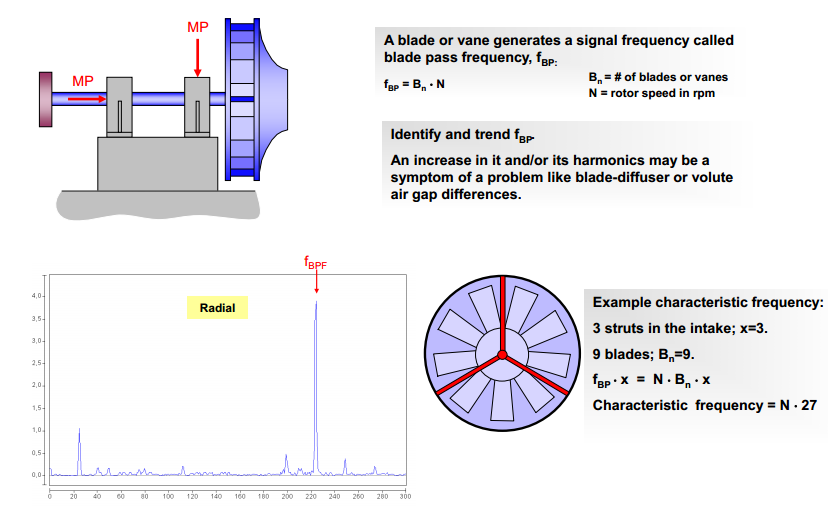 MP
MP
A blade or vane generates a signal frequency called
blade pass frequency, fBP:
fBP = Bn · N
Bn = # of blades or vanes
N = rotor speed in rpm
Identify and trend fBP.
An increase in it and/or its harmonics may be a
symptom of a problem like blade-diffuser or volute
air gap differences.
fBPF
Radial
4,0
3,5
3,0
2,5
2,0
1,5
1,0
0,5
0,0
0 20 40 60 80 100 120 140 160 180 200 220 240 260 280 300
Example characteristic frequency:
3 struts in the intake; x=3.
9 blades; Bn=9.
fBP · x = N · Bn · x
Characteristic frequency = N · 27